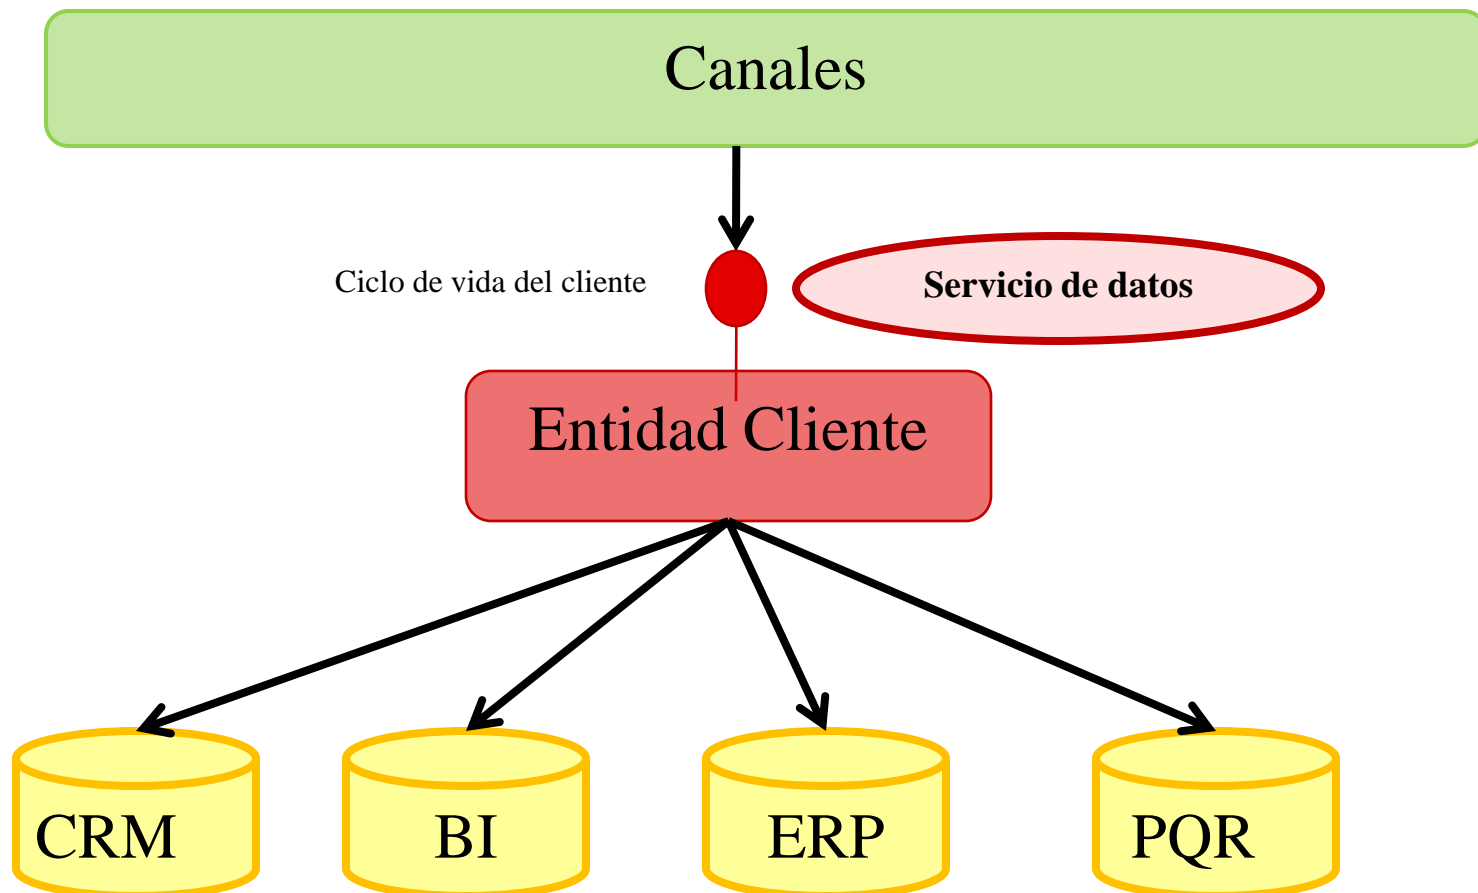 Canales
Ciclo de vida del cliente
Servicio de datos
Entidad Cliente
CRM
BI
ERP
PQR